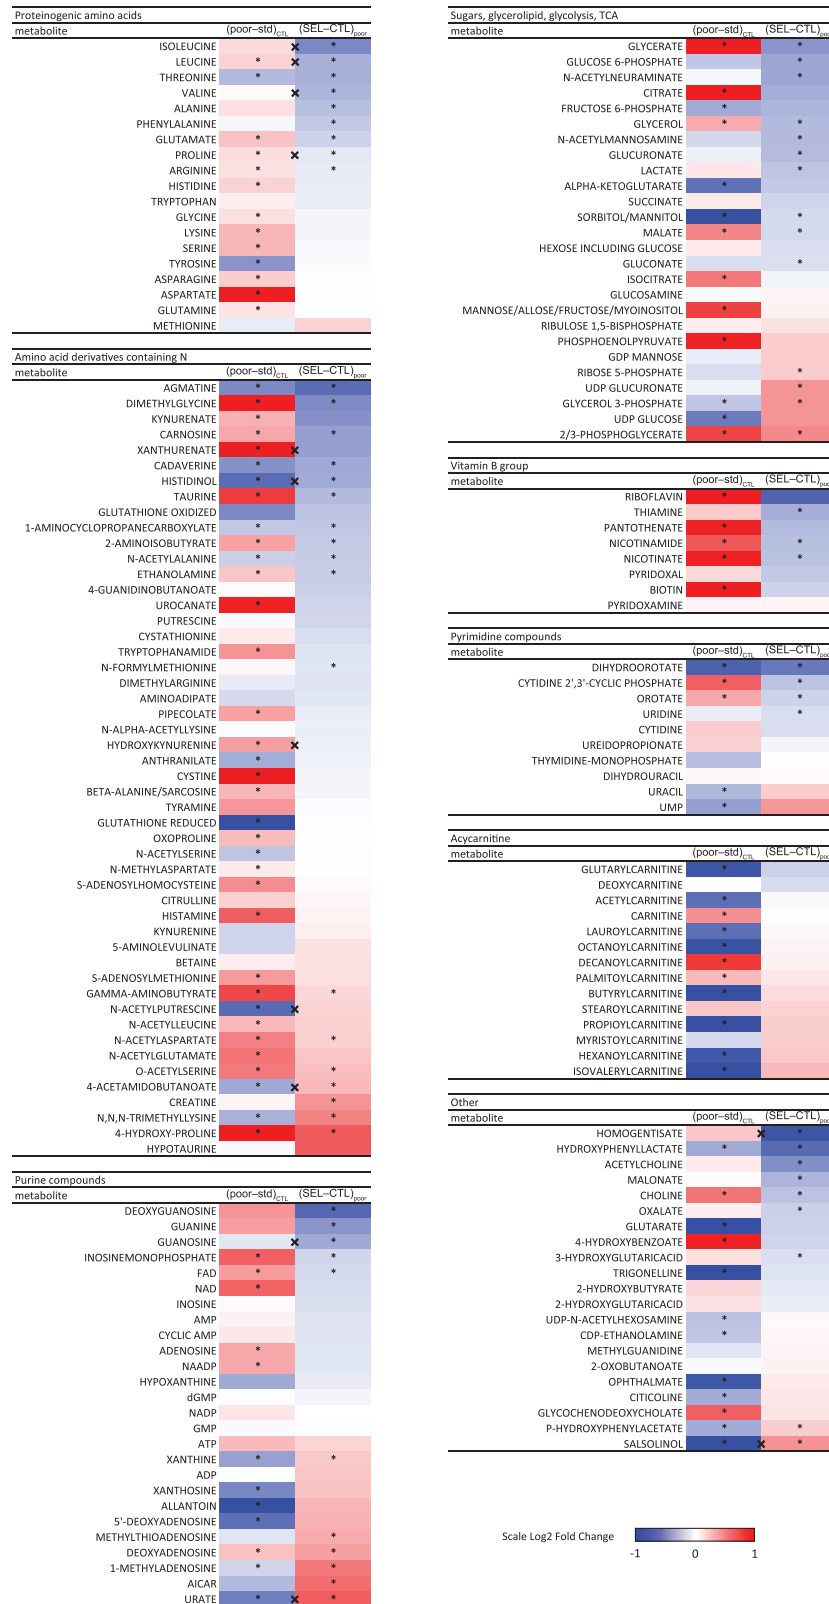 Proteinogenic amino acids
metabolite (poor–std)CTL (SEL–CTL)poor
ISOLEUCINE ✕ *
LEUCINE * ✕ *
THREONINE * *
VALINE ✕ *
ALANINE *
PHENYLALANINE *
GLUTAMATE * *
PROLINE * ✕ *
ARGININE * *
HISTIDINE *
TRYPTOPHAN
GLYCINE *
LYSINE *
SERINE *
TYROSINE *
ASPARAGINE *
ASPARTATE *
GLUTAMINE *
METHIONINE
Amino acid derivatives containing N
metabolite (poor–std)CTL (SEL–CTL)poor
AGMATINE * *
DIMETHYLGLYCINE * *
KYNURENATE *
CARNOSINE * *
XANTHURENATE * ✕
CADAVERINE * *
HISTIDINOL * ✕ *
TAURINE * *
GLUTATHIONE OXIDIZED
1-AMINOCYCLOPROPANECARBOXYLATE * *
2-AMINOISOBUTYRATE * *
N-ACETYLALANINE * *
ETHANOLAMINE * *
4-GUANIDINOBUTANOATE
UROCANATE *
PUTRESCINE
CYSTATHIONINE
TRYPTOPHANAMIDE *
N-FORMYLMETHIONINE *
DIMETHYLARGININE
AMINOADIPATE
PIPECOLATE *
N-ALPHA-ACETYLLYSINE
HYDROXYKYNURENINE * ✕
ANTHRANILATE *
CYSTINE *
BETA-ALANINE/SARCOSINE *
TYRAMINE
GLUTATHIONE REDUCED *
OXOPROLINE *
N-ACETYLSERINE *
N-METHYLASPARTATE *
S-ADENOSYLHOMOCYSTEINE *
CITRULLINE
HISTAMINE *
KYNURENINE
5-AMINOLEVULINATE
BETAINE
S-ADENOSYLMETHIONINE *
GAMMA-AMINOBUTYRATE * *
N-ACETYLPUTRESCINE * ✕
N-ACETYLLEUCINE *
N-ACETYLASPARTATE * *
N-ACETYLGLUTAMATE *
O-ACETYLSERINE * *
4-ACETAMIDOBUTANOATE * ✕ *
CREATINE *
N,N,N-TRIMETHYLLYSINE * *
4-HYDROXY-PROLINE * *
HYPOTAURINE
Purine compounds
metabolite (poor–std)CTL (SEL–CTL)poor
DEOXYGUANOSINE *
GUANINE *
GUANOSINE ✕ *
INOSINEMONOPHOSPHATE * *
FAD * *
NAD *
INOSINE
AMP
CYCLIC AMP
ADENOSINE *
NAADP *
HYPOXANTHINE
dGMP
NADP
GMP
ATP
XANTHINE * *
ADP
XANTHOSINE *
ALLANTOIN *
5'-DEOXYADENOSINE *
METHYLTHIOADENOSINE *
DEOXYADENOSINE * *
1-METHYLADENOSINE * *
AICAR *
URATE * ✕ *
Sugars, glycerolipid, glycolysis, TCA
metabolite (poor–std)CTL (SEL–CTL)poor
GLYCERATE * *
GLUCOSE 6-PHOSPHATE *
N-ACETYLNEURAMINATE *
CITRATE *
FRUCTOSE 6-PHOSPHATE *
GLYCEROL * *
N-ACETYLMANNOSAMINE *
GLUCURONATE *
LACTATE *
ALPHA-KETOGLUTARATE *
SUCCINATE
SORBITOL/MANNITOL * *
MALATE * *
HEXOSE INCLUDING GLUCOSE
GLUCONATE *
ISOCITRATE *
GLUCOSAMINE
MANNOSE/ALLOSE/FRUCTOSE/MYOINOSITOL *
RIBULOSE 1,5-BISPHOSPHATE
PHOSPHOENOLPYRUVATE *
GDP MANNOSE
RIBOSE 5-PHOSPHATE *
UDP GLUCURONATE *
GLYCEROL 3-PHOSPHATE * *
UDP GLUCOSE *
2/3-PHOSPHOGLYCERATE * *
Vitamin B group
metabolite (poor–std)CTL (SEL–CTL)poor
RIBOFLAVIN *
THIAMINE *
PANTOTHENATE *
NICOTINAMIDE * *
NICOTINATE * *
PYRIDOXAL
BIOTIN *
PYRIDOXAMINE
Pyrimidine compounds
metabolite (poor–std)CTL (SEL–CTL)poor
DIHYDROOROTATE * *
CYTIDINE 2',3'-CYCLIC PHOSPHATE * *
OROTATE * *
URIDINE *
CYTIDINE
UREIDOPROPIONATE
THYMIDINE-MONOPHOSPHATE
DIHYDROURACIL
URACIL *
UMP *
Acycarnitine
metabolite (poor–std)CTL (SEL–CTL)poor
GLUTARYLCARNITINE *
DEOXYCARNITINE
ACETYLCARNITINE *
CARNITINE *
LAUROYLCARNITINE *
OCTANOYLCARNITINE *
DECANOYLCARNITINE *
PALMITOYLCARNITINE *
BUTYRYLCARNITINE *
STEAROYLCARNITINE
PROPIOYLCARNITINE *
MYRISTOYLCARNITINE
HEXANOYLCARNITINE *
ISOVALERYLCARNITINE *
Other
metabolite (poor–std)CTL (SEL–CTL)poor
HOMOGENTISATE ✕ *
HYDROXYPHENYLLACTATE * *
ACETYLCHOLINE *
MALONATE *
CHOLINE * *
OXALATE *
GLUTARATE *
4-HYDROXYBENZOATE *
3-HYDROXYGLUTARICACID *
TRIGONELLINE *
2-HYDROXYBUTYRATE
2-HYDROXYGLUTARICACID
UDP-N-ACETYLHEXOSAMINE *
CDP-ETHANOLAMINE *
METHYLGUANIDINE
2-OXOBUTANOATE
OPHTHALMATE *
CITICOLINE *
GLYCOCHENODEOXYCHOLATE *
P-HYDROXYPHENYLACETATE * *
SALSOLINOL * ✕ *
Scale Log2 Fold Change
-1 0 1